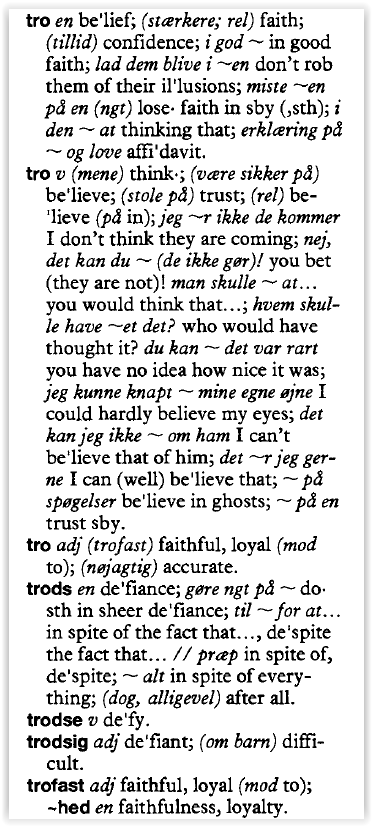 tro en be'lief; (stærkere; rel) faith;
(tillid) confidence; i god ~ in good
faith; lad dem blive i ~en don't rob
them of their il'lusions; miste ~en
på en (ngt) lose· faith in sby (,sth); i
den ~ at thinking that; erklæring på
~ og love affi'davit.
tro v (mene) think·; (være sikker på)
be'lieve; (stole på) trust; (rel) be-
'lieve (på in); jeg ~r ikke de kommer
I don't think they are coming; nej,
det kan du ~ (de ikke gør)! you bet
(they are not)! man skulle ~ at...
you would think that...; hvem skul-
le have ~et det? who would have
thought it? du kan ~ det var rart
you have no idea how nice it was;
jeg kunne knapt ~ mine egne øjne I
could hardly believe my eyes; det
kan jeg ikke ~ om ham I can't
be'lieve that of him; det ~r jeg ger-
ne I can (well) be'lieve that; ~ på
spøgelser be'lieve in ghosts; ~ på en
trust sby.
tro adj (trofast) faithful, loyal (mod
to); (nøjagtig) accurate.
trods en de'fiance; gøre ngt på ~ do·
sth in sheer de'fiance; til ~ for at...
in spite of the fact that..., de'spite
the fact that... // præp in spite of,
de'spite; ~ alt in spite of every-
thing; (dog, alligevel) after all.
trodse v de'fy.
trodsig adj de'fiant; (om barn) diffi-
cult.
trofast adj faithful, loyal (mod to);
~hed en faithfulness, loyalty.